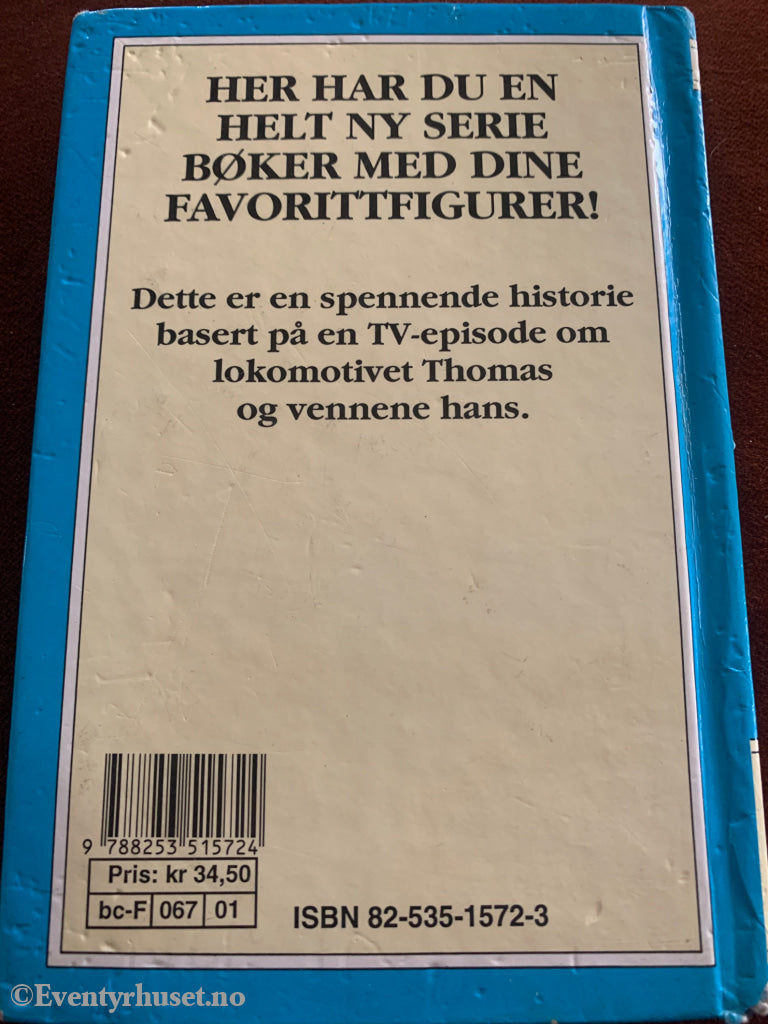 HER HAR DU EN
HELT NY SERIE
BØKER MED DINE
FAVORITTFIGURER!
Dette er en spennende historie
basert på en TV-episode om
lokomotivet Thomas
og vennene hans.
9 788253 515724
Pris: kr 34,50
bc-F 067 01
ISBN 82-535-1572-3
©Eventyrhuset.no